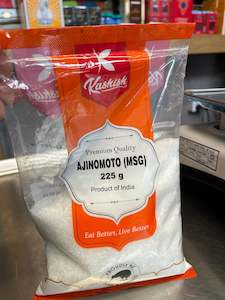 Kashish
Premium Quality
AJINOMOTO (MSG)
225 g
Product of India
Eat Better, Live Better